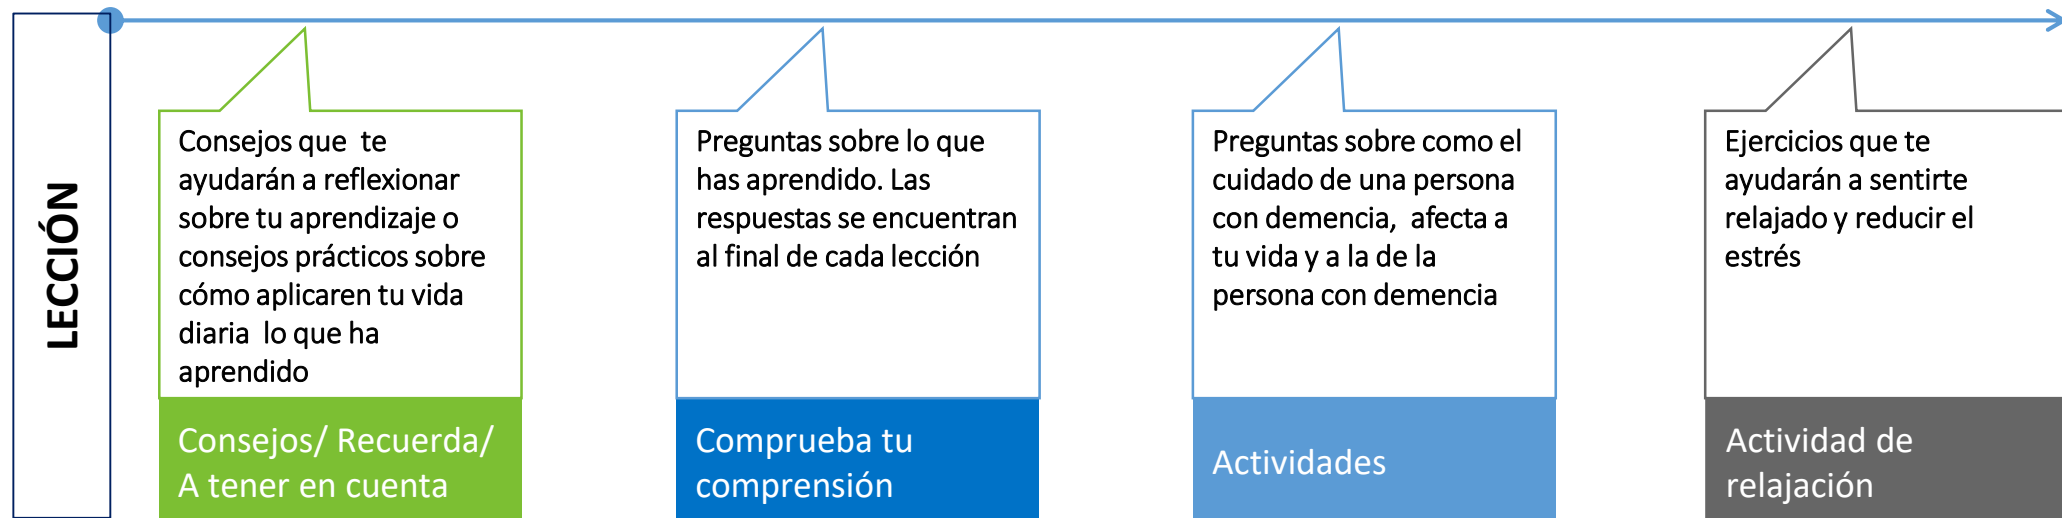 LECCIÓN
Consejos que  te
ayudarán a reflexionar
sobre tu aprendizaje o
consejos prácticos sobre
cómo aplicaren tu vida
diaria  lo que ha
aprendido
Consejos/ Recuerda/
A tener en cuenta
Preguntas sobre lo que
has aprendido. Las
respuestas se encuentran
al final de cada lección
Comprueba tu
comprensión
Preguntas sobre como el
cuidado de una persona
con demencia,  afecta a
tu vida y a la de la
persona con demencia
Actividades
Ejercicios que te
ayudarán a sentirte
relajado y reducir el
estrés
Actividad de
relajación